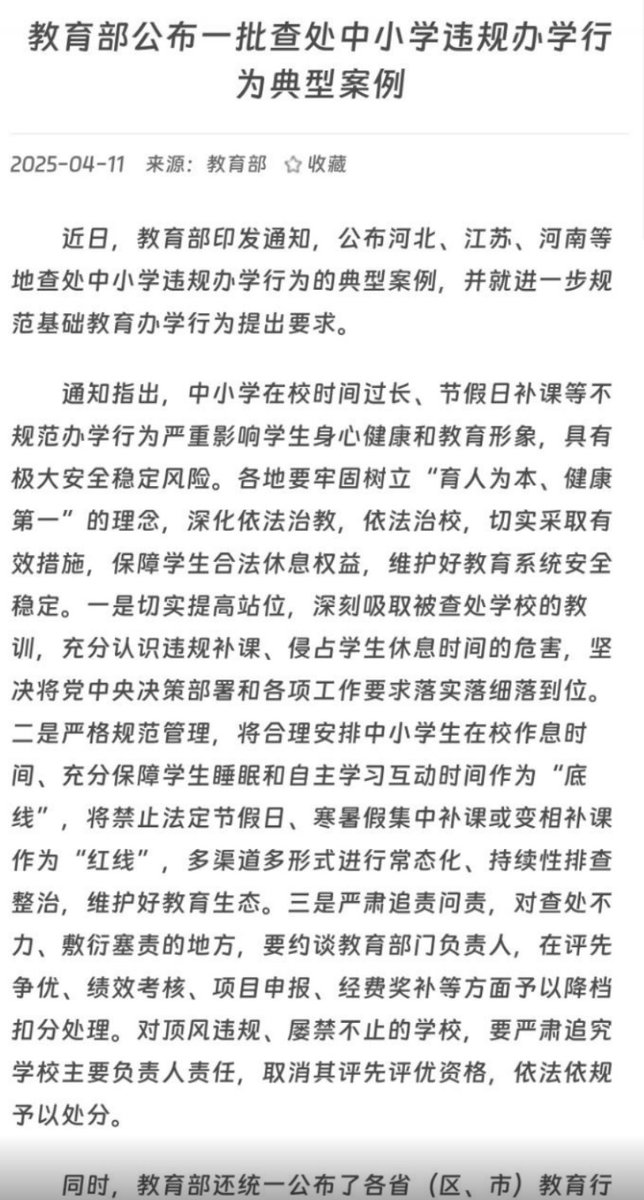 教育部公布一批查处中小学违规办学行
为典型案例
2025-04-11 来源：教育部 收藏
近日，教育部印发通知，公布河北、江苏、河南等
地查处中小学违规办学行为的典型案例，并就进一步规
范基础教育办学行为提出要求。
通知指出，中小学在校时间过长、节假日补课等不
规范办学行为严重影响学生身心健康和教育形象，具有
极大安全稳定风险。各地要牢固树立“育人为本、健康
第一”的理念，深化依法治教，依法治校，切实采取有
效措施，保障学生合法休息权益，维护好教育系统安全
稳定。一是切实提高站位，深刻吸取被查处学校的教
训，充分认识违规补课、侵占学生休息时间的危害，坚
决将党中央决策部署和各项工作要求落实落细落到位。
二是严格规范管理，将合理安排中小学生在校作息时
间、充分保障学生睡眠和自主学习互动时间作为“底
线”，将禁止法定节假日、寒暑假集中补课或变相补课
作为“红线”，多渠道多形式进行常态化、持续性排查
整治，维护好教育生态。三是严肃追责问责，对查处不
力、敷衍塞责的地方，要约谈教育部门负责人，在评先
争优、绩效考核、项目申报、经费奖补等方面予以降档
扣分处理。对顶风违规、屡禁不止的学校，要严肃追究
学校主要负责人责任，取消其评先评优资格，依法依规
予以处分。
同时，教育部还统一公布了各省（区、市）教育行